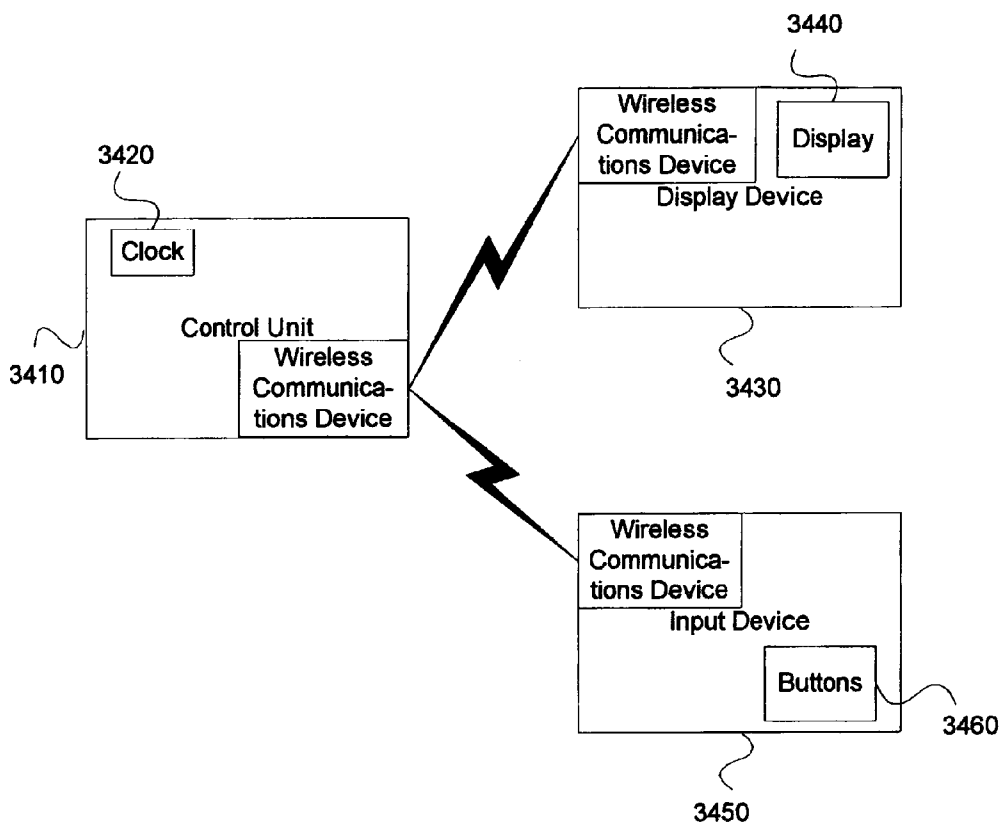 3440
Wireless
Communica-
tions Device
Display
Display Device
3420
Clock
Control Unit
3410
Wireless
Communica-
tions Device
3430
Wireless
Communica-
tions Device
Input Device
Buttons
3460
3450